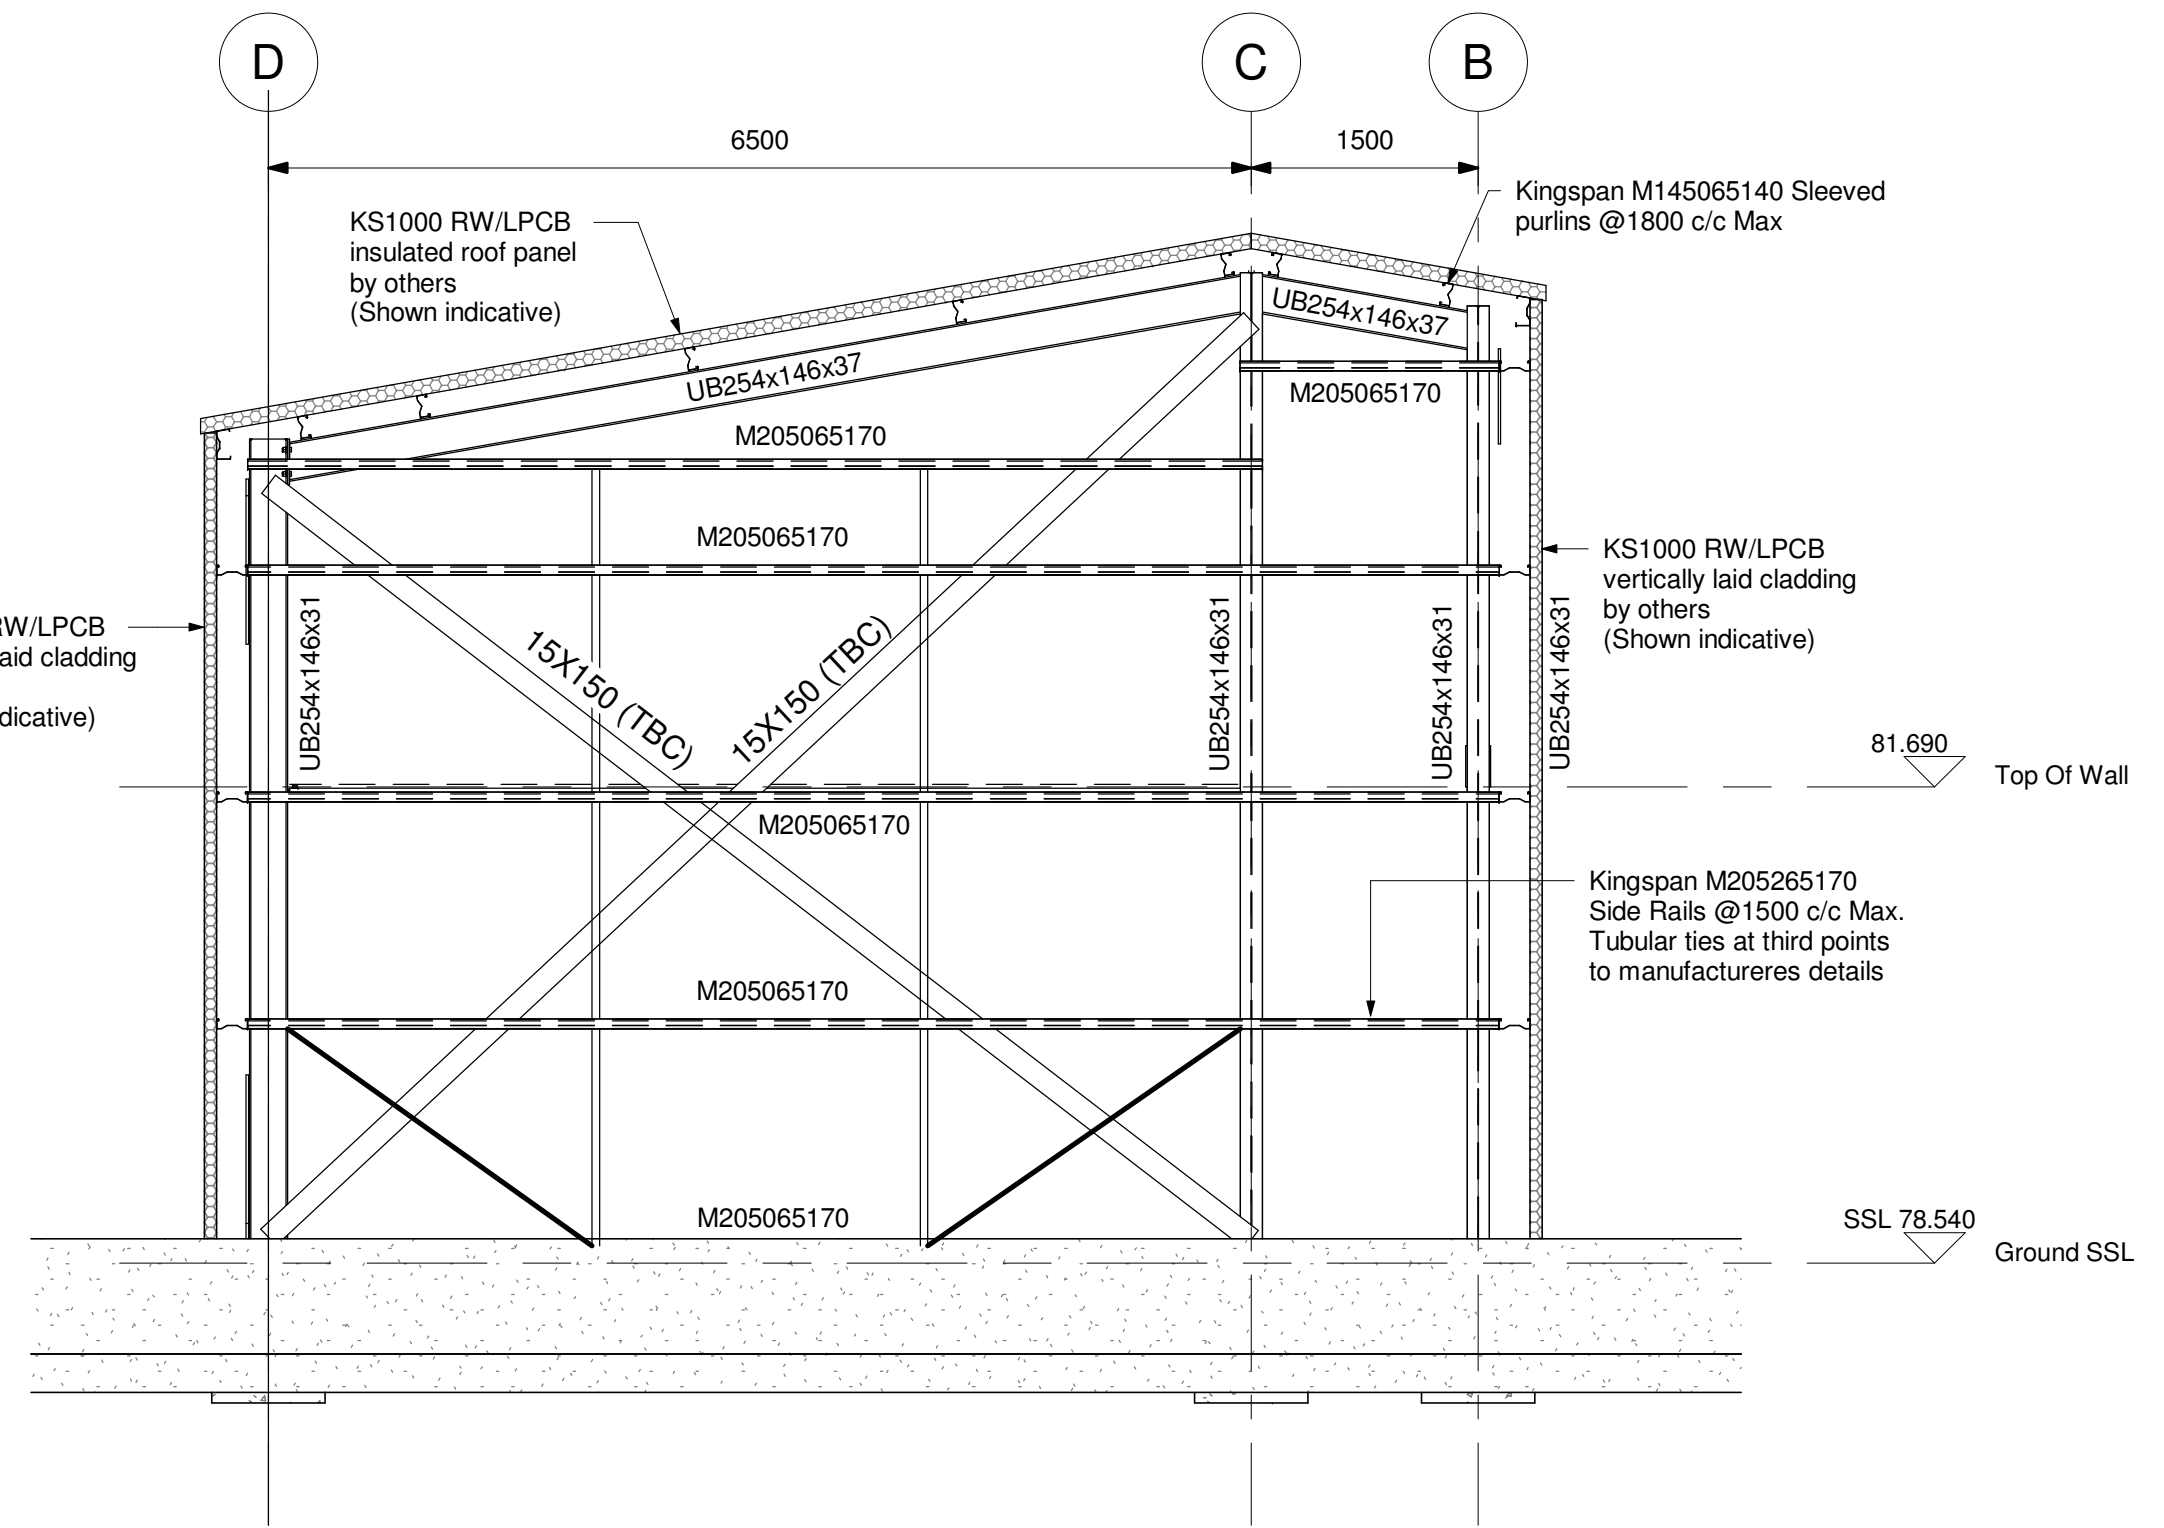 D
C
B
6500
1500
Kingspan M145065140 Sleeved
purlins @1800 c/c Max
KS1000 RW/LPCB
insulated roof panel
by others
(Shown indicative)
UB254x146x37
UB254x146x37
M205065170
M205065170
M205065170
KS1000 RW/LPCB
vertically laid cladding
by others
(Shown indicative)
RW/LPCB
aid cladding
dicative)
UB254x146x31
15X150 (TBC)
15X150 (TBC)
UB254x146x31
UB254x146x31
UB254x146x31
81.690
Top Of Wall
M205065170
Kingspan M205265170
Side Rails @1500 c/c Max.
Tubular ties at third points
to manufactureres details
M205065170
M205065170
SSL 78.540
Ground SSL